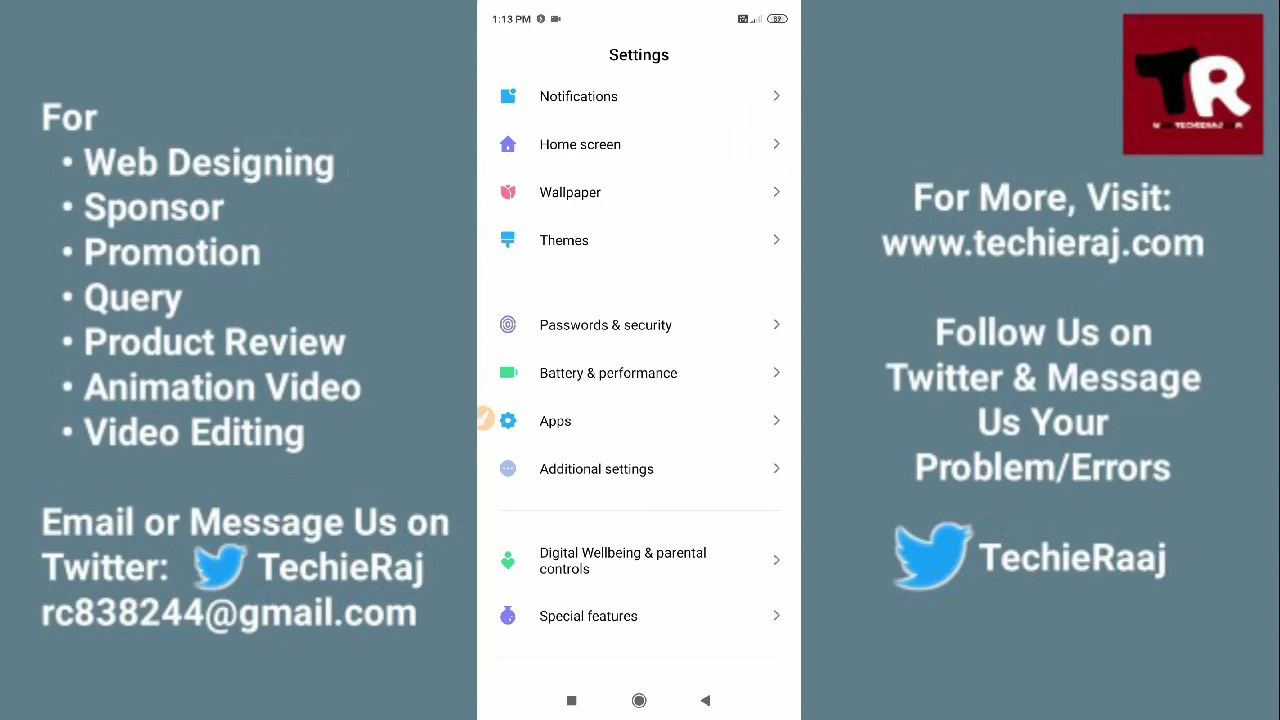 For
• Web Designing
• Sponsor
• Promotion
• Query
• Product Review
• Animation Video
• Video Editing
Email or Message Us on
Twitter: TechieRaj
rc838244@gmail.com
1:13 PM
89
Settings
Notifications
Home screen
Wallpaper
Themes
Passwords & security
Battery & performance
Apps
Additional settings
Digital Wellbeing & parental
controls
Special features
TR
For More, Visit:
www.techieraj.com
Follow Us on
Twitter & Message
Us Your
Problem/Errors
TechieRaaj